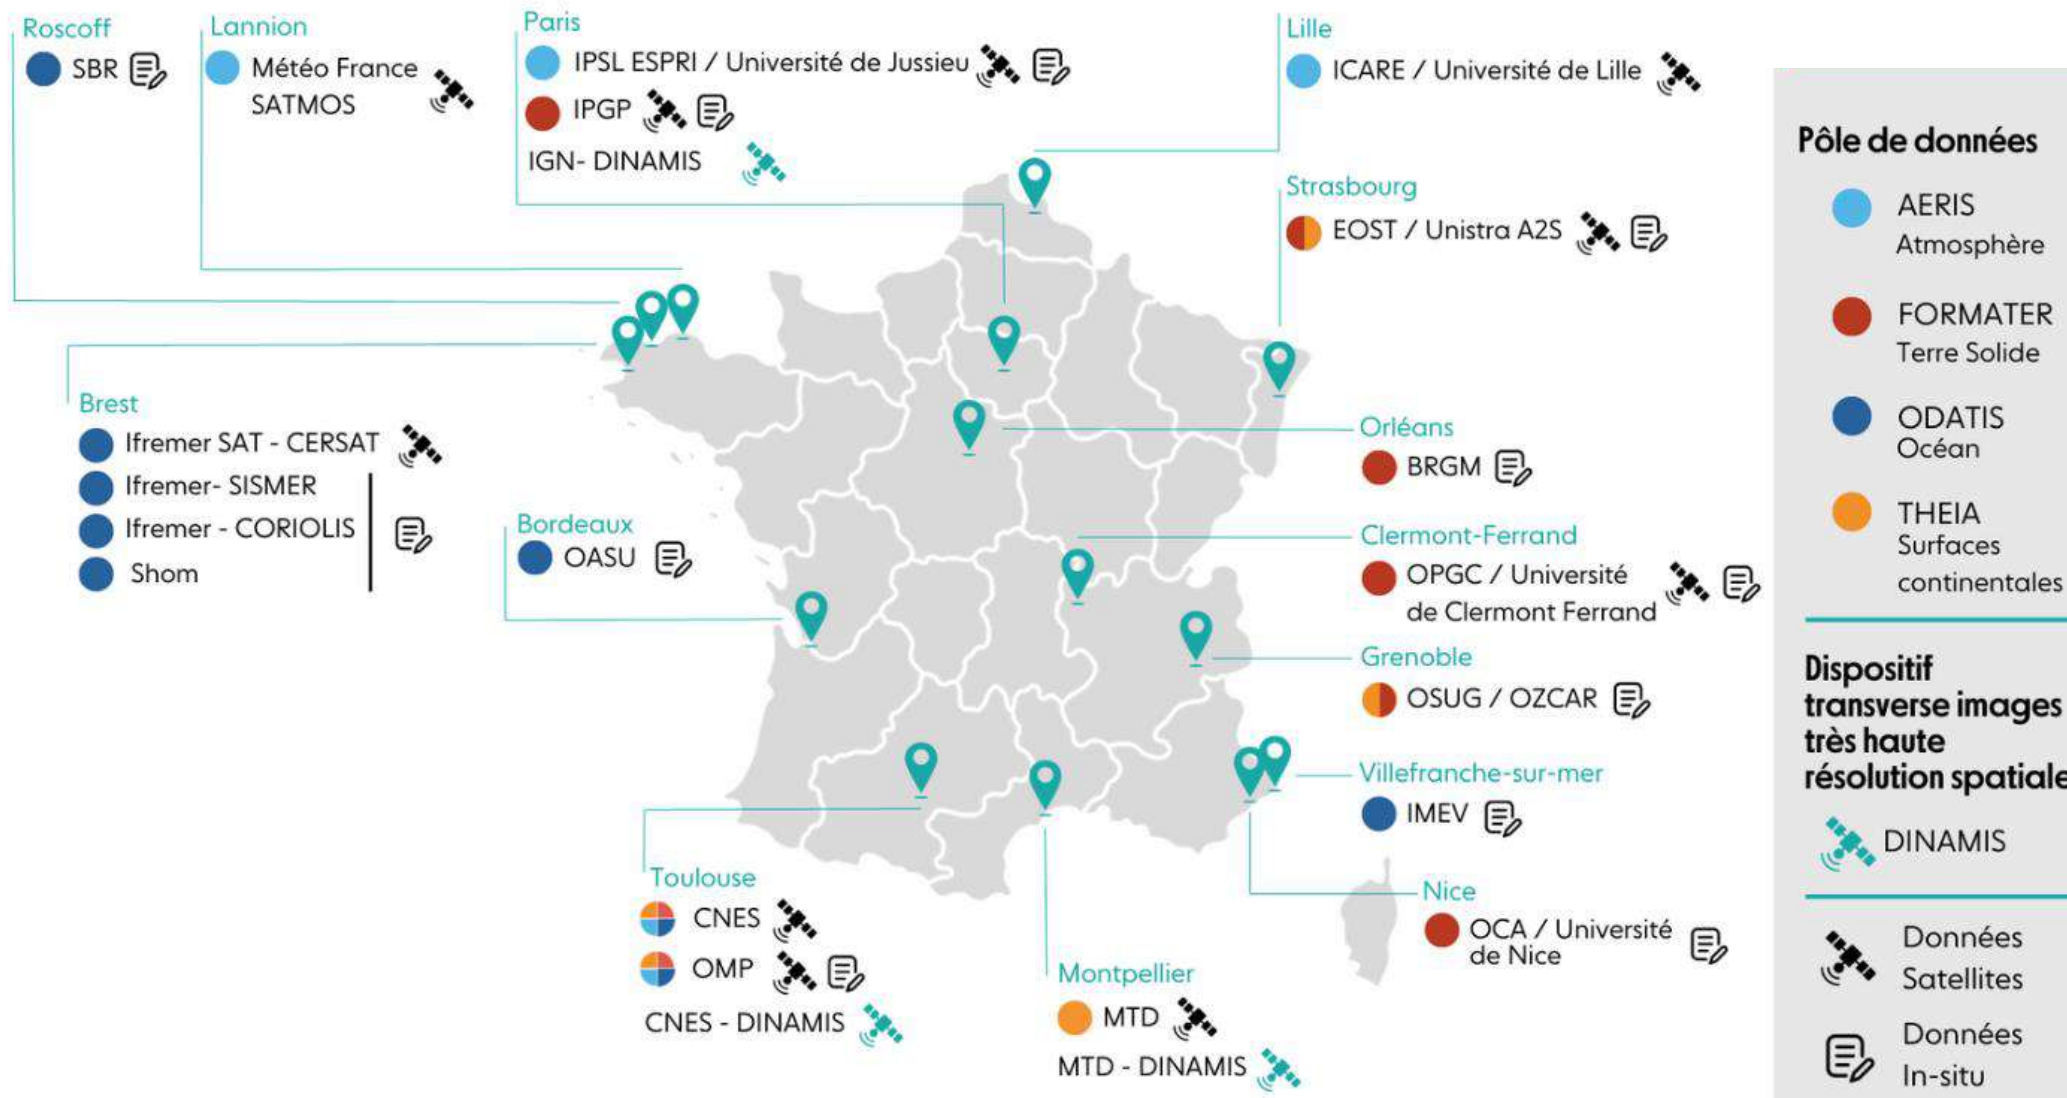 Roscoff
SBR
Lannion
Météo France
SATMOS
Paris
IPSL ESPRI / Université de Jussieu
IPGP
IGN- DINAMIS
Lille
ICARE / Université de Lille
Strasbourg
EOST / Unistra A2S
Brest
Ifremer SAT - CERSAT
Ifremer- SISMER
Ifremer - CORIOLIS
Shom
Bordeaux
OASU
Orléans
BRGM
Clermont-Ferrand
OPGC / Université
de Clermont Ferrand
Grenoble
OSUG / OZCAR
Villefranche-sur-mer
IMEV
Nice
OCA / Université
de Nice
Toulouse
CNES
OMP
CNES - DINAMIS
Montpellier
MTD
MTD - DINAMIS
Pôle de données
AERIS
Atmosphère
FORMATER
Terre Solide
ODATIS
Océan
THEIA
Surfaces
continentales
Dispositif
transverse images
très haute
résolution spatiale
DINAMIS
Données
Satellites
Données
In-situ